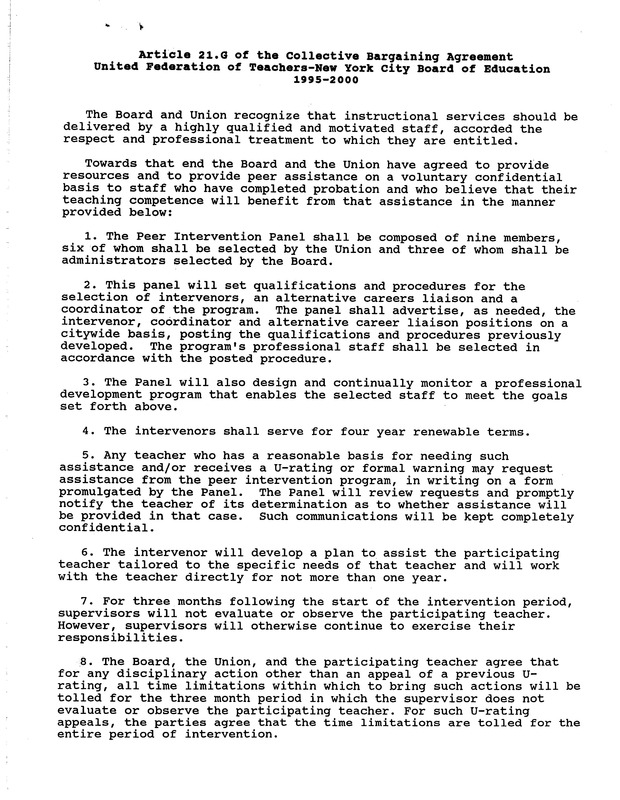 Article 21.G of the Collective Bargaining Agreement
United Federation of Teachers-New York City Board of Education
1995-2000
The Board and Union recognize that instructional services should be
delivered by a highly qualified and motivated staff, accorded the
respect and professional treatment to which they are entitled.
Towards that end the Board and the Union have agreed to provide
resources and to provide peer assistance on a voluntary confidential
basis to staff who have completed probation and who believe that their
teaching competence will benefit from that assistance in the manner
provided below:
1. The Peer Intervention Panel shall be composed of nine members,
six of whom shall be selected by the Union and three of whom shall be
administrators selected by the Board.
2. This panel will set qualifications and procedures for the
selection of intervenors, an alternative careers liaison and a
coordinator of the program. The panel shall advertise, as needed, the
intervenor, coordinator and alternative career liaison positions on a
citywide basis, posting the qualifications and procedures previously
developed. The program's professional staff shall be selected in
accordance with the posted procedure.
3. The Panel will also design and continually monitor a professional
development program that enables the selected staff to meet the goals
set forth above.
4. The intervenors shall serve for four year renewable terms.
5. Any teacher who has a reasonable basis for needing such
assistance and/or receives a U-rating or formal warning may request
assistance from the peer intervention program, in writing on a form
promulgated by the Panel. The Panel will review requests and promptly
notify the teacher of its determination as to whether assistance will
be provided in that case. Such communications will be kept completely
confidential.
6. The intervenor will develop a plan to assist the participating
teacher tailored to the specific needs of that teacher and will work
with the teacher directly for not more than one year.
7. For three months following the start of the intervention period,
supervisors will not evaluate or observe the participating teacher.
However, supervisors will otherwise continue to exercise their
responsibilities.
8. The Board, the Union, and the participating teacher agree that
for any disciplinary action other than an appeal of a previous U-
rating, all time limitations within which to bring such actions will be
tolled for the three month period in which the supervisor does not
evaluate or observe the participating teacher. For such U-rating
appeals, the parties agree that the time limitations are tolled for the
entire period of intervention.